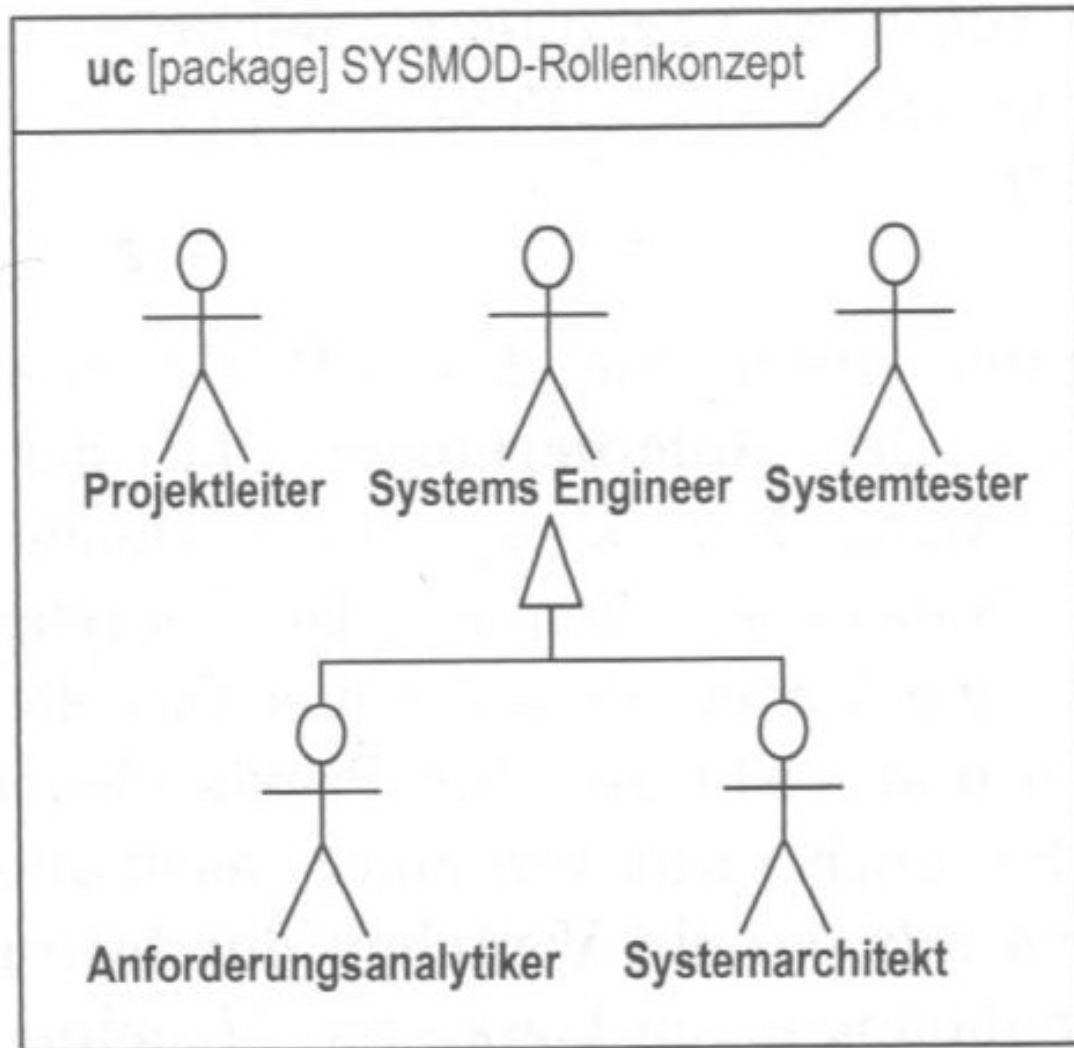 uc [package] SYSMOD-Rollenkonzept
Projektleiter Systems Engineer Systemtester
Anforderungsanalytiker Systemarchitekt